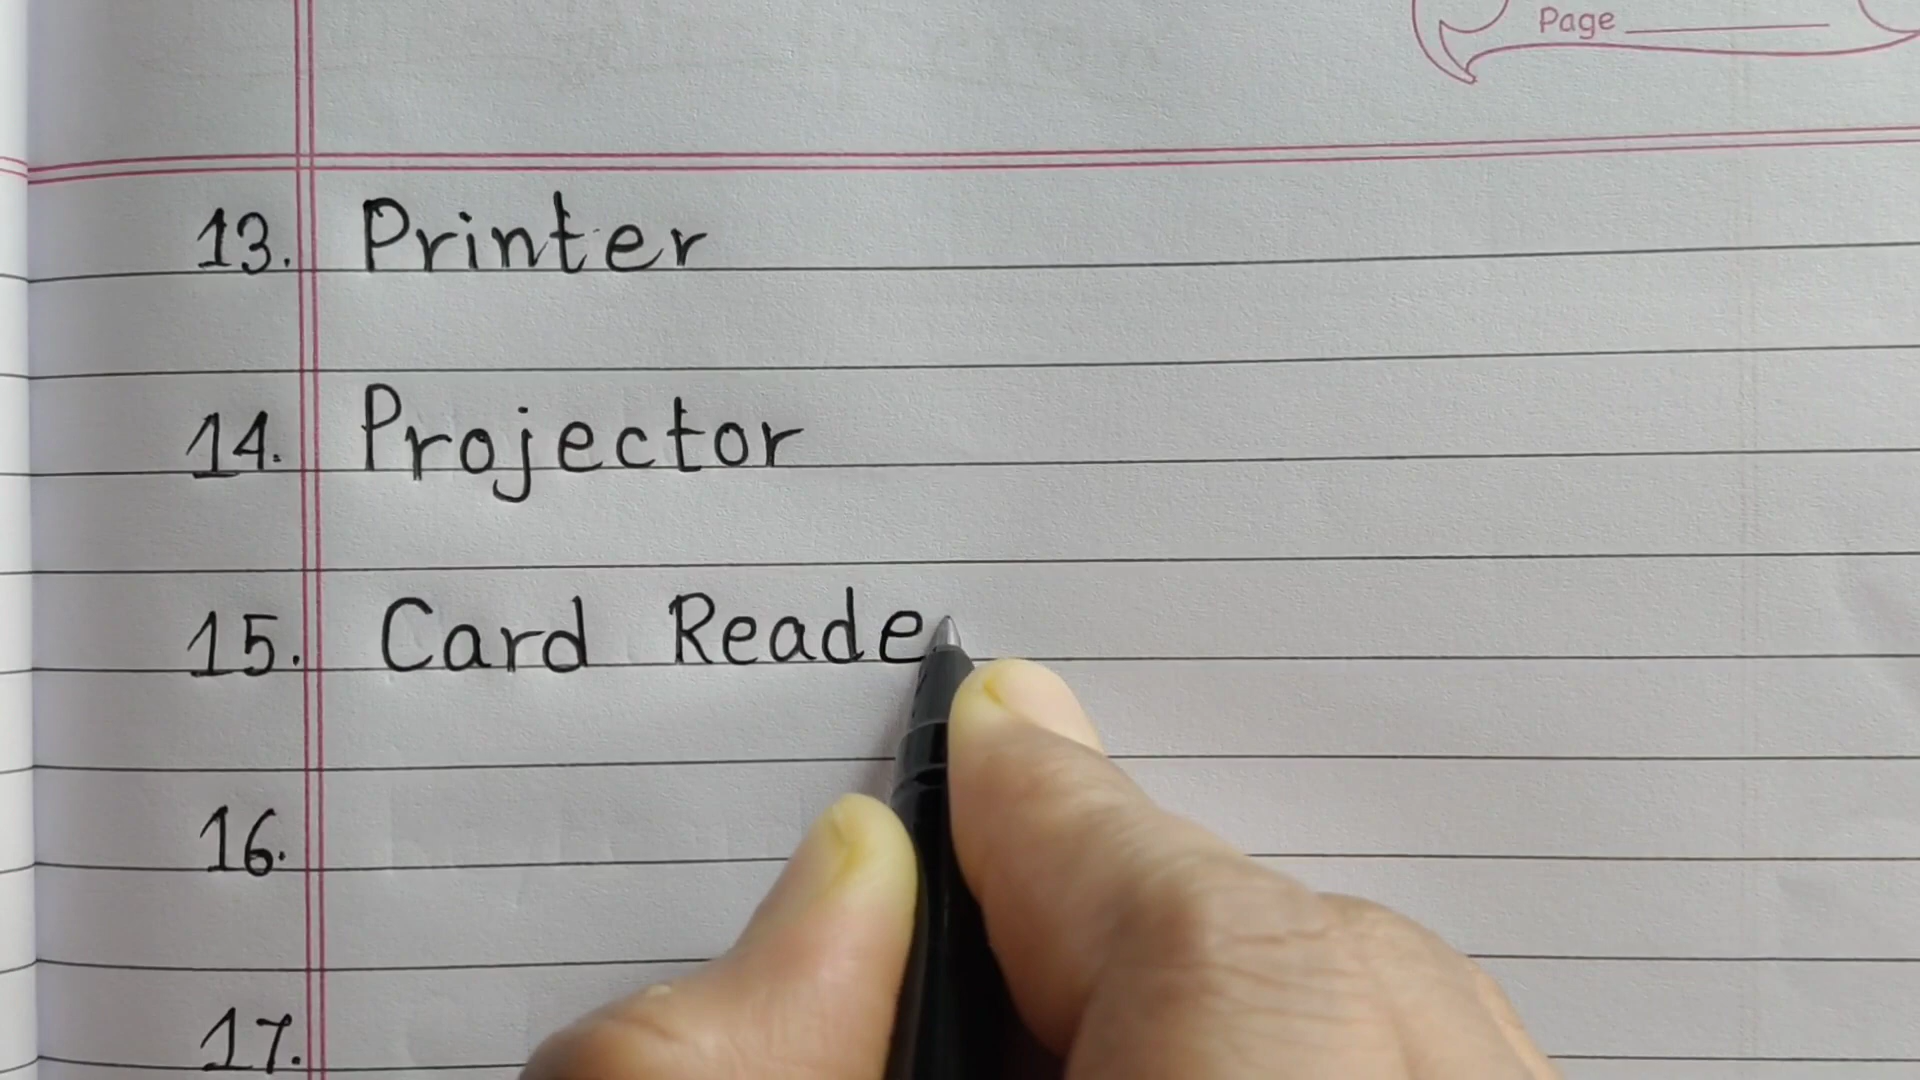 Page
13. Printer
14. Projector
15. Card Reade
16.
17.